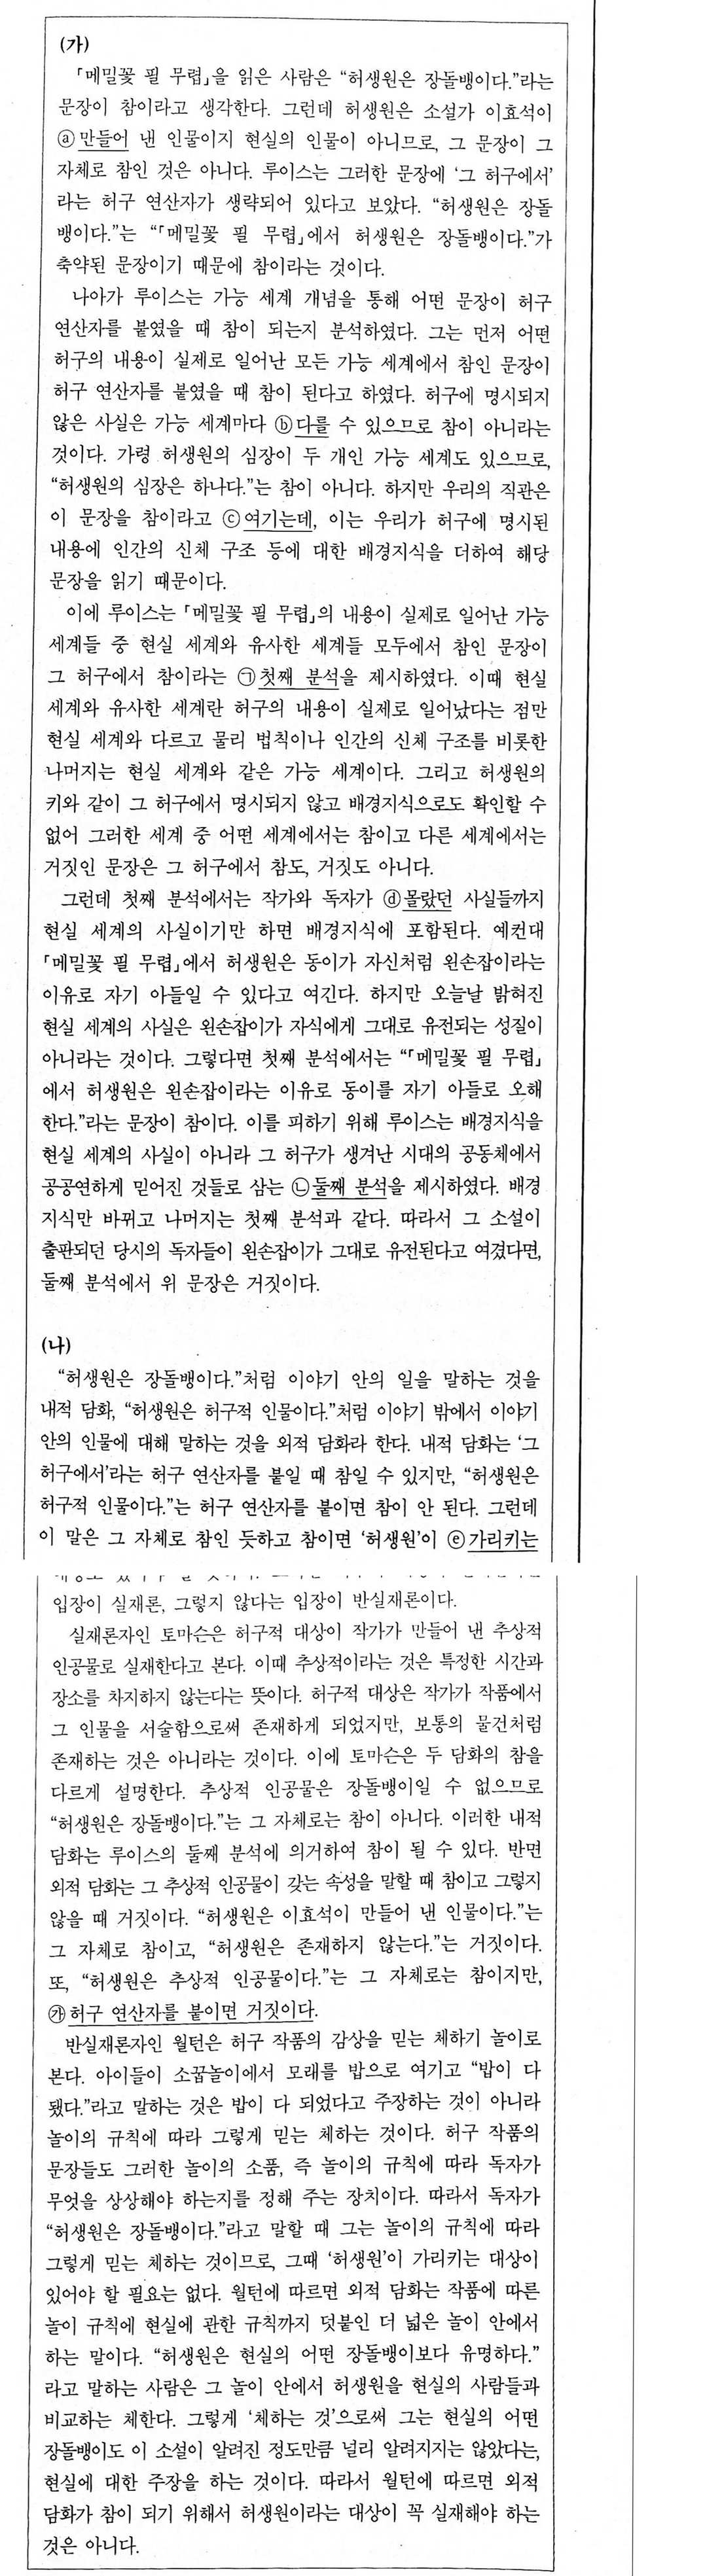 (가)
「메밀꽃 필 무렵」을 읽은 사람은 “허생원은 장돌뱅이다.”라는
문장이 참이라고 생각한다. 그런데 허생원은 소설가 이효석이
ⓐ만들어 낸 인물이지 현실의 인물이 아니므로, 그 문장이 그
자체로 참인 것은 아니다. 루이스는 그러한 문장에 ‘그 허구에서’
라는 허구 연산자가 생략되어 있다고 보았다. “허생원은 장돌
뱅이다.”는 “「메밀꽃 필 무렵」에서 허생원은 장돌뱅이다.”가
축약된 문장이기 때문에 참이라는 것이다.
나아가 루이스는 가능 세계 개념을 통해 어떤 문장이 허구
연산자를 붙였을 때 참이 되는지 분석하였다. 그는 먼저 어떤
허구의 내용이 실제로 일어난 모든 가능 세계에서 참인 문장이
허구 연산자를 붙였을 때 참이 된다고 하였다. 허구에 명시되지
않은 사실은 가능 세계마다 ⓑ다를 수 있으므로 참이 아니라는
것이다. 가령 허생원의 심장이 두 개인 가능 세계도 있으므로,
“허생원의 심장은 하나다.”는 참이 아니다. 하지만 우리의 직관은
이 문장을 참이라고 ⓒ여기는데, 이는 우리가 허구에 명시된
내용에 인간의 신체 구조 등에 대한 배경지식을 더하여 해당
문장을 읽기 때문이다.
이에 루이스는 「메밀꽃 필 무렵」의 내용이 실제로 일어난 가능
세계들 중 현실 세계와 유사한 세계들 모두에서 참인 문장이
그 허구에서 참이라는 ㉠첫째 분석을 제시하였다. 이때 현실
세계와 유사한 세계란 허구의 내용이 실제로 일어났다는 점만
현실 세계와 다르고 물리 법칙이나 인간의 신체 구조를 비롯한
나머지는 현실 세계와 같은 가능 세계이다. 그리고 허생원의
키와 같이 그 허구에서 명시되지 않고 배경지식으로도 확인할 수
없어 그러한 세계 중 어떤 세계에서는 참이고 다른 세계에서는
거짓인 문장은 그 허구에서 참도, 거짓도 아니다.
그런데 첫째 분석에서는 작가와 독자가 ⓓ몰랐던 사실들까지
현실 세계의 사실이기만 하면 배경지식에 포함된다. 예컨대
「메밀꽃 필 무렵」에서 허생원은 동이가 자신처럼 왼손잡이라는
이유로 자기 아들일 수 있다고 여긴다. 하지만 오늘날 밝혀진
현실 세계의 사실은 왼손잡이가 자식에게 그대로 유전되는 성질이
아니라는 것이다. 그렇다면 첫째 분석에서는 “「메밀꽃 필 무렵」
에서 허생원은 왼손잡이라는 이유로 동이를 자기 아들로 오해
한다.”라는 문장이 참이다. 이를 피하기 위해 루이스는 배경지식을
현실 세계의 사실이 아니라 그 허구가 생겨난 시대의 공동체에서
공공연하게 믿어진 것들로 삼는 ㉡둘째 분석을 제시하였다. 배경
지식만 바뀌고 나머지는 첫째 분석과 같다. 따라서 그 소설이
출판되던 당시의 독자들이 왼손잡이가 그대로 유전된다고 여겼다면,
둘째 분석에서 위 문장은 거짓이다.
(나)
“허생원은 장돌뱅이다.”처럼 이야기 안의 일을 말하는 것을
내적 담화, “허생원은 허구적 인물이다.”처럼 이야기 밖에서 이야기
안의 인물에 대해 말하는 것을 외적 담화라 한다. 내적 담화는 ‘그
허구에서’라는 허구 연산자를 붙일 때 참일 수 있지만, “허생원은
허구적 인물이다.”는 허구 연산자를 붙이면 참이 안 된다. 그런데
이 말은 그 자체로 참인 듯하고 참이면 ‘허생원’이 ⓔ가리키는
입장이 실재론, 그렇지 않다는 입장이 반실재론이다.
실재론자인 토마슨은 허구적 대상이 작가가 만들어 낸 추상적
인공물로 실재한다고 본다. 이때 추상적이라는 것은 특정한 시간과
장소를 차지하지 않는다는 뜻이다. 허구적 대상은 작가가 작품에서
그 인물을 서술함으로써 존재하게 되었지만, 보통의 물건처럼
존재하는 것은 아니라는 것이다. 이에 토마슨은 두 담화의 참을
다르게 설명한다. 추상적 인공물은 장돌뱅이일 수 없으므로
“허생원은 장돌뱅이다.”는 그 자체로는 참이 아니다. 이러한 내적
담화는 루이스의 둘째 분석에 의거하여 참이 될 수 있다. 반면
외적 담화는 그 추상적 인공물이 갖는 속성을 말할 때 참이고 그렇지
않을 때 거짓이다. “허생원은 이효석이 만들어 낸 인물이다.”는
그 자체로 참이고, “허생원은 존재하지 않는다.”는 거짓이다.
또, “허생원은 추상적 인공물이다.”는 그 자체로는 참이지만,
㉮허구 연산자를 붙이면 거짓이다.
반실재론자인 월턴은 허구 작품의 감상을 믿는 체하기 놀이로
본다. 아이들이 소꿉놀이에서 모래를 밥으로 여기고 “밥이 다
됐다.”라고 말하는 것은 밥이 다 되었다고 주장하는 것이 아니라
놀이의 규칙에 따라 그렇게 믿는 체하는 것이다. 허구 작품의
문장들도 그러한 놀이의 소품, 즉 놀이의 규칙에 따라 독자가
무엇을 상상해야 하는지를 정해 주는 장치이다. 따라서 독자가
“허생원은 장돌뱅이다.”라고 말할 때 그는 놀이의 규칙에 따라
그렇게 믿는 체하는 것이므로, 그때 ‘허생원’이 가리키는 대상이
있어야 할 필요는 없다. 월턴에 따르면 외적 담화는 작품에 따른
놀이 규칙에 현실에 관한 규칙까지 덧붙인 더 넓은 놀이 안에서
하는 말이다. “허생원은 현실의 어떤 장돌뱅이보다 유명하다.”
라고 말하는 사람은 그 놀이 안에서 허생원을 현실의 사람들과
비교하는 체한다. 그렇게 ‘체하는 것’으로써 그는 현실의 어떤
장돌뱅이도 이 소설이 알려진 정도만큼 널리 알려지지는 않았다는,
현실에 대한 주장을 하는 것이다. 따라서 월턴에 따르면 외적
담화가 참이 되기 위해서 허생원이라는 대상이 꼭 실재해야 하는
것은 아니다.